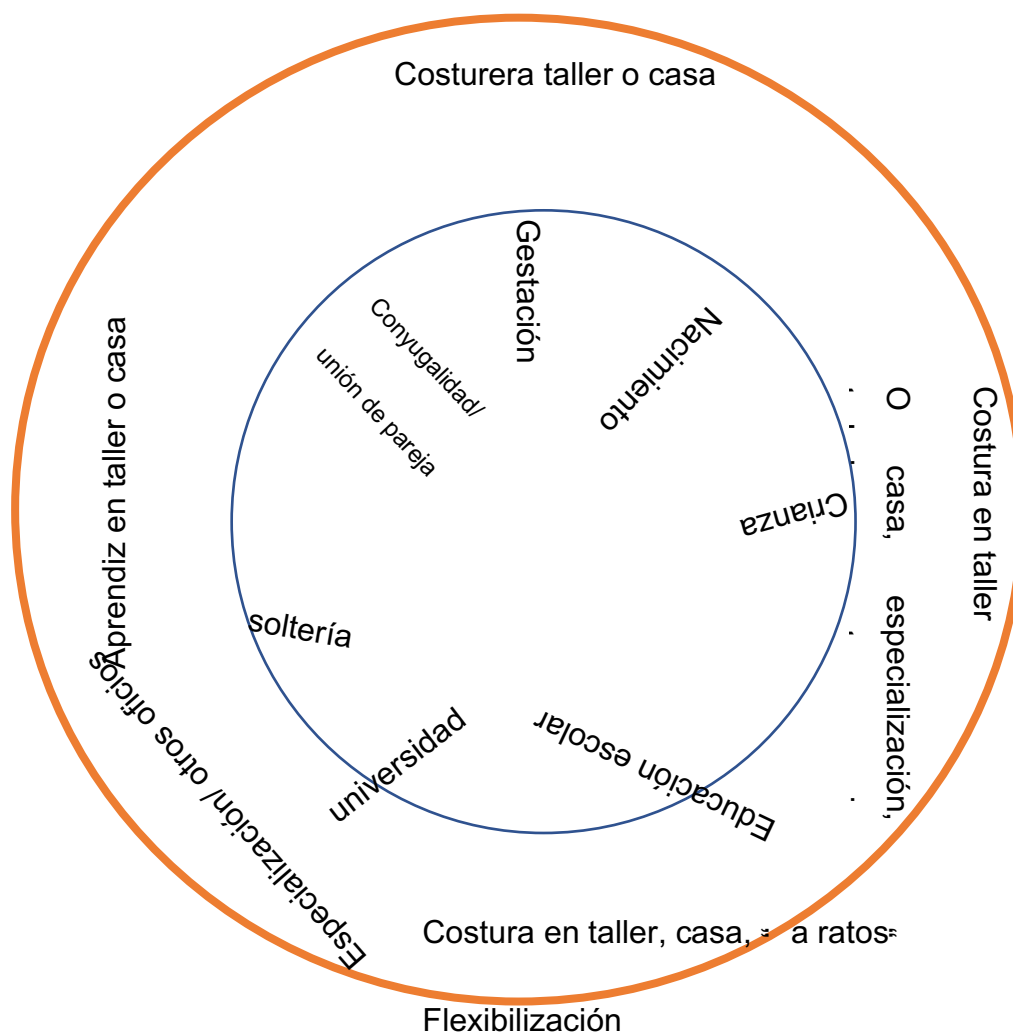 Costurera taller o casa
Gestación
Nacimiento
Conyugalidad/
unión de pareja
Crianza
Costura en taller
O casa, especialización,
Aprendiz en taller o casa
soltería
Educación escolar
universidad
Especialización/ otros oficios
Costura en taller, casa, “ a ratos“
Flexibilización